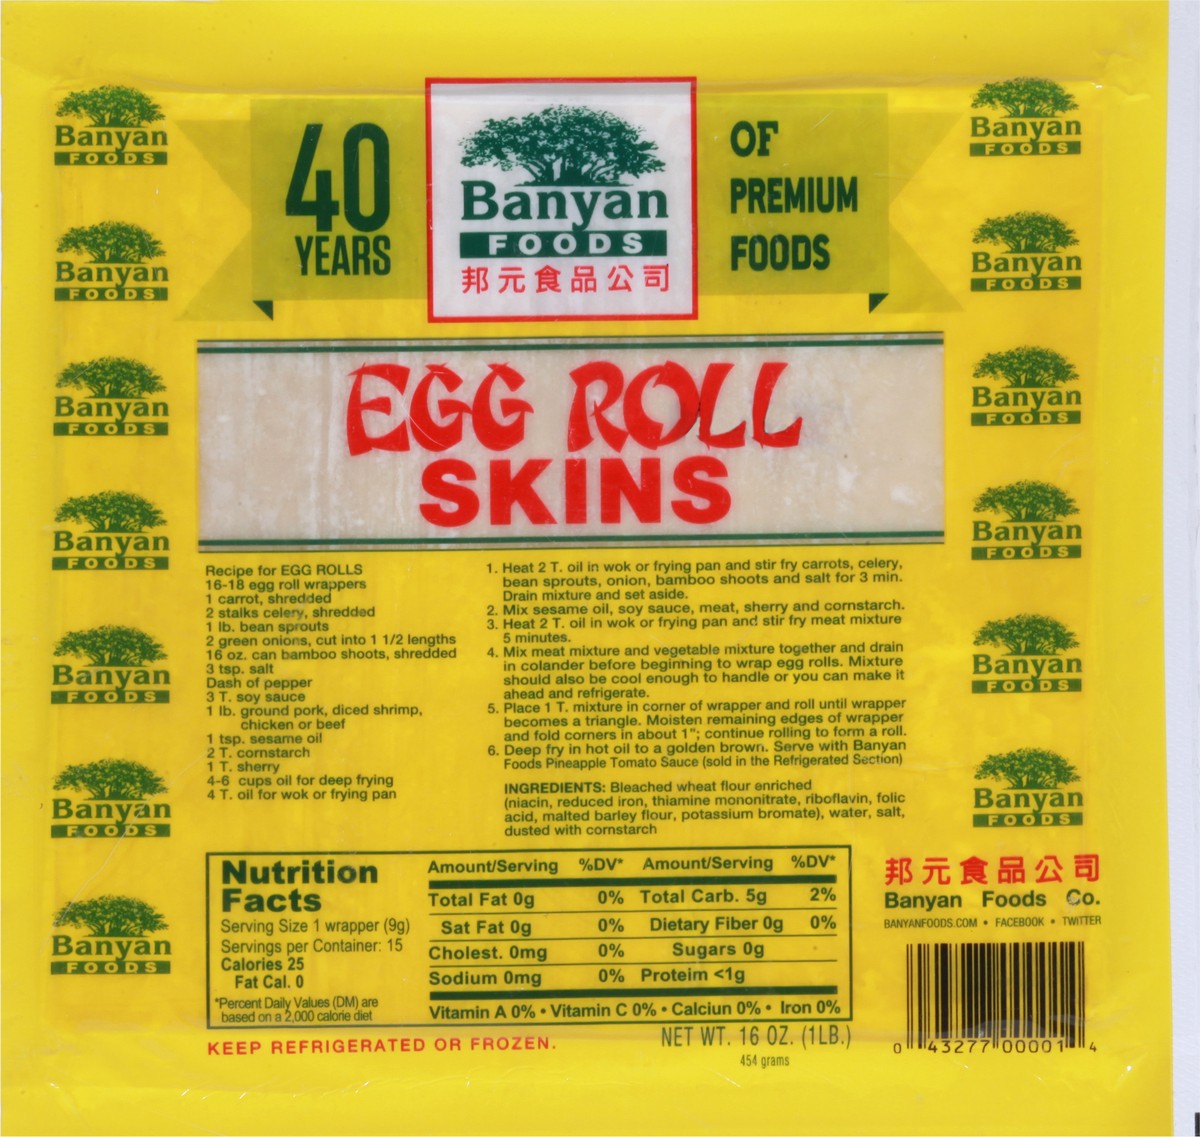 40
YEARS
Banyan
FOODS
邦元食品公司
OF
PREMIUM
FOODS
Banyan
FOODS
Banyan
FOODS
Banyan
FOODS
Banyan
FOODS
Banyan
FOODS
Banyan
FOODS
Banyan
FOODS
Banyan
FOODS
Banyan
FOODS
Banyan
FOODS
Banyan
FOODS
Banyan
FOODS
Banyan
FOODS
EGG ROLL
SKINS
Recipe for EGG ROLLS
16-18 egg roll wrappers
1 carrot, shredded
2 stalks celery, shredded
1 lb. bean sprouts
2 green onions, cut into 1 1/2 lengths
16 oz. can bamboo shoots, shredded
3 tsp. salt
Dash of pepper
3 T. soy sauce
1 lb. ground pork, diced shrimp,
chicken or beef
1 tsp. sesame oil
2 T. cornstarch
1 T. sherry
4-6 cups oil for deep frying
4 T. oil for wok or frying pan
1. Heat 2 T. oil in wok or frying pan and stir fry carrots, celery,
bean sprouts, onion, bamboo shoots and salt for 3 min.
Drain mixture and set aside.
2. Mix sesame oil, soy sauce, meat, sherry and cornstarch.
3. Heat 2 T. oil in wok or frying pan and stir fry meat mixture
5 minutes.
4. Mix meat mixture and vegetable mixture together and drain
in colander before beginning to wrap egg rolls. Mixture
should also be cool enough to handle or you can make it
ahead and refrigerate.
5. Place 1 T. mixture in corner of wrapper and roll until wrapper
becomes a triangle. Moisten remaining edges of wrapper
and fold corners in about 1"; continue rolling to form a roll.
6. Deep fry in hot oil to a golden brown. Serve with Banyan
Foods Pineapple Tomato Sauce (sold in the Refrigerated Section)
INGREDIENTS: Bleached wheat flour enriched
(niacin, reduced iron, thiamine mononitrate, riboflavin, folic
acid, malted barley flour, potassium bromate), water, salt,
dusted with cornstarch
Nutrition
Facts
Serving Size 1 wrapper (9g)
Servings per Container: 15
Calories 25
Fat Cal. 0
*Percent Daily Values (DM) are
based on a 2,000 calorie diet
Amount/Serving %DV* Amount/Serving %DV*
Total Fat 0g 0% Total Carb. 5g 2%
Sat Fat 0g 0% Dietary Fiber 0g 0%
Cholest. 0mg 0% Sugars 0g
Sodium 0mg 0% Proteim <1g
Vitamin A 0% • Vitamin C 0% • Calciun 0% • Iron 0%
KEEP REFRIGERATED OR FROZEN.
NET WT. 16 OZ. (1LB.)
454 grams
邦元食品公司
Banyan Foods Co.
BANYANFOODS.COM • FACEBOOK • TWITTER
0 43277 00001 4